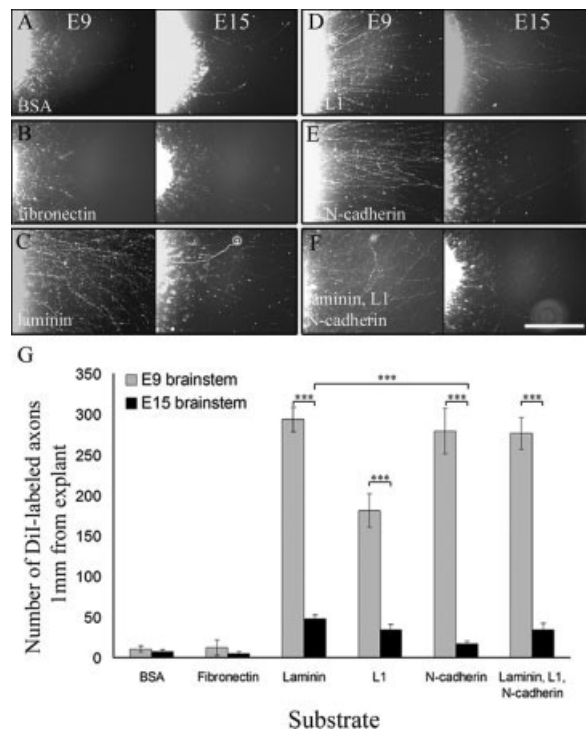 A E9 E15
BSA
B
fibronectin
C
laminin
D E9 E15
L1
E
N-cadherin
F
laminin, L1
N-cadherin
G
E9 brainstem
E15 brainstem
Number of DiI-labeled axons
1mm from explant
350
300
250
200
150
100
50
0
***
***
***
***
***
BSA
Fibronectin
Laminin
L1
N-cadherin
Laminin, L1,
N-cadherin
Substrate